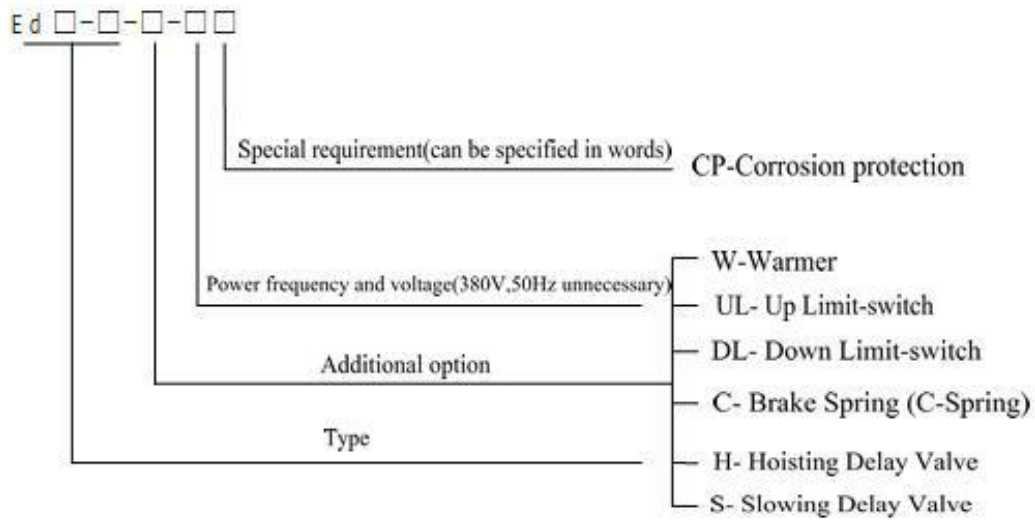 Ed □-□-□-□□
Special requirement(can be specified in words)
CP-Corrosion protection
W-Warmer
Power frequency and voltage(380V,50Hz unnecessary)
UL- Up Limit-switch
DL- Down Limit-switch
Additional option
C- Brake Spring (C-Spring)
Type
H- Hoisting Delay Valve
S- Slowing Delay Valve